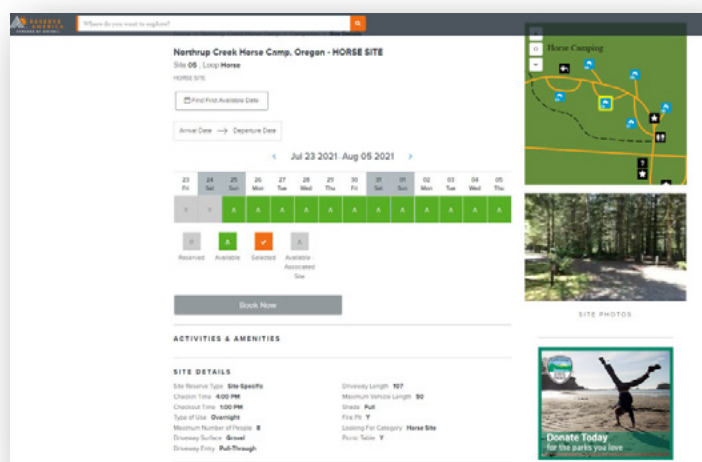 RESERVE
AMERICA
Where do you want to explore?
Northrup Creek Horse Camp, Oregon - HORSE SITE
Site 05 , Loop Horse
HORSE SITE
Find First Available Date
Arrival Date → Departure Date
Jul 23 2021 - Aug 05 2021
23 24 25 26 27 28 29 30 31 01 02 03 04 05
Fri Sat Sun Mon Tue Wed Thu Fri Sat Sun Mon Tue Wed Thu
X X A A A A A A A A A A A A
X A A
Reserved Available Selected Available - Associated Site
Book Now
ACTIVITIES & AMENITIES
SITE DETAILS
Site Reserve Type Site-Specific
Checkin Time 4:00 PM
Checkout Time 1:00 PM
Type of Use Overnight
Maximum Number of People 8
Driveway Surface Gravel
Driveway Entry Pull-Through
Driveway Length 107
Maximum Vehicle Length 50
Shade Full
Fire Pit Y
Looking For Category Horse Site
Picnic Table Y
Horse Camping
SITE PHOTOS
Donate Today
for the parks you love